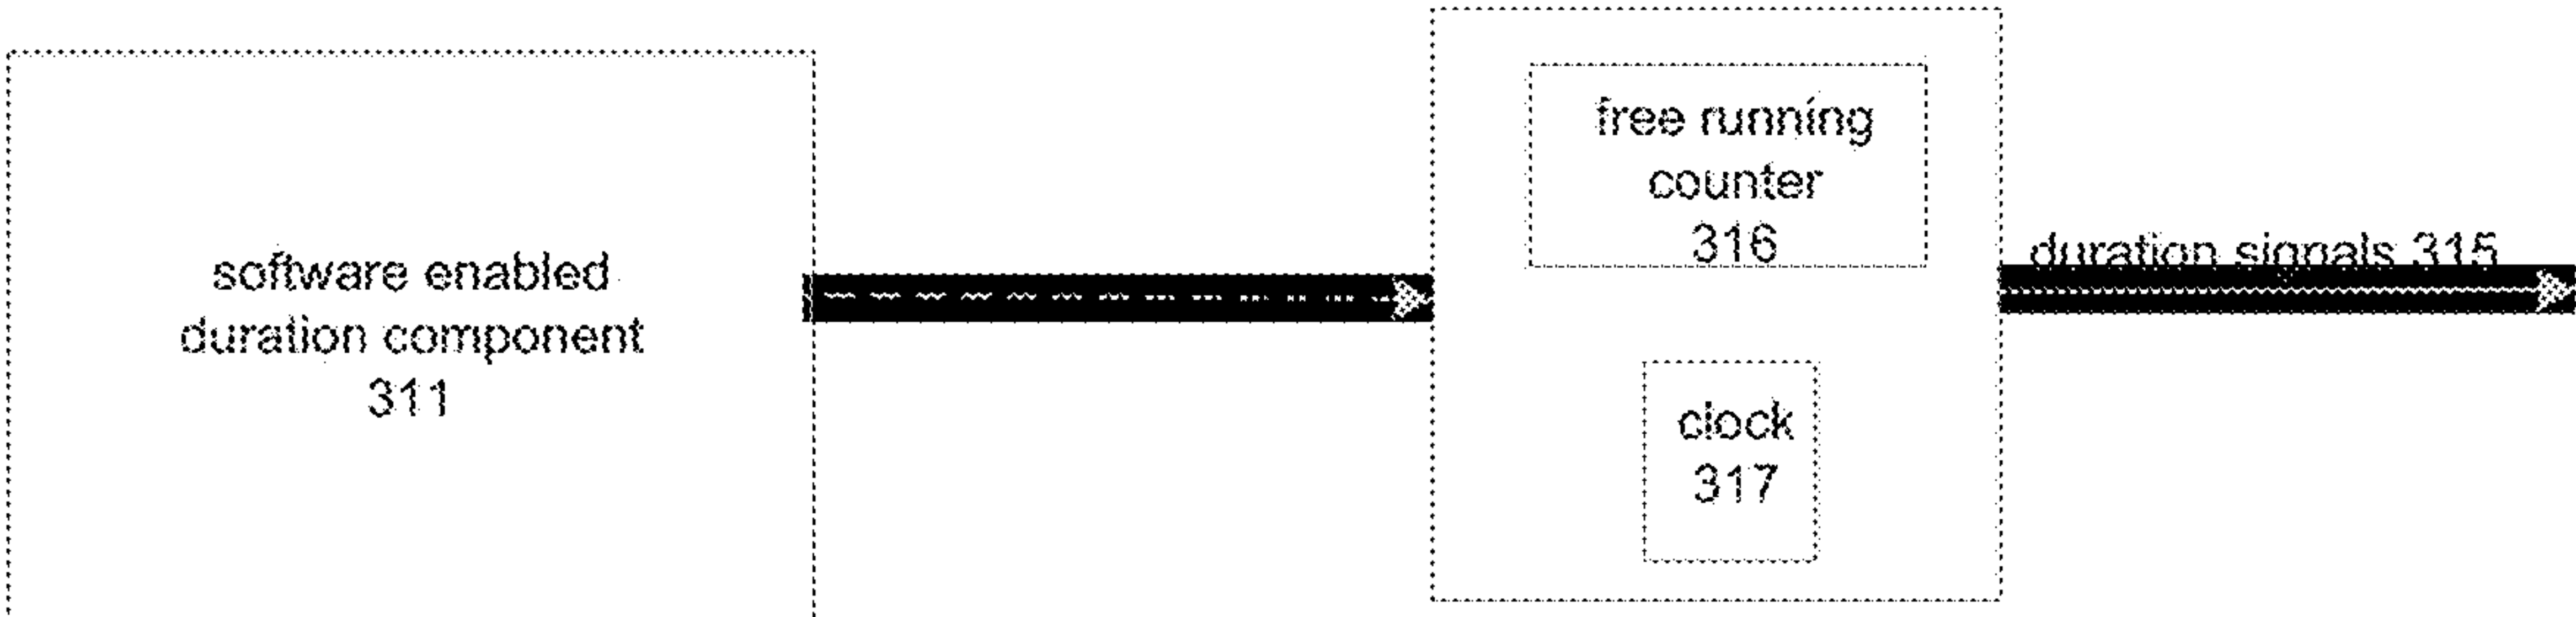 software enabled
duration component
311
free running
counter
316
clock
317
duration signals 315